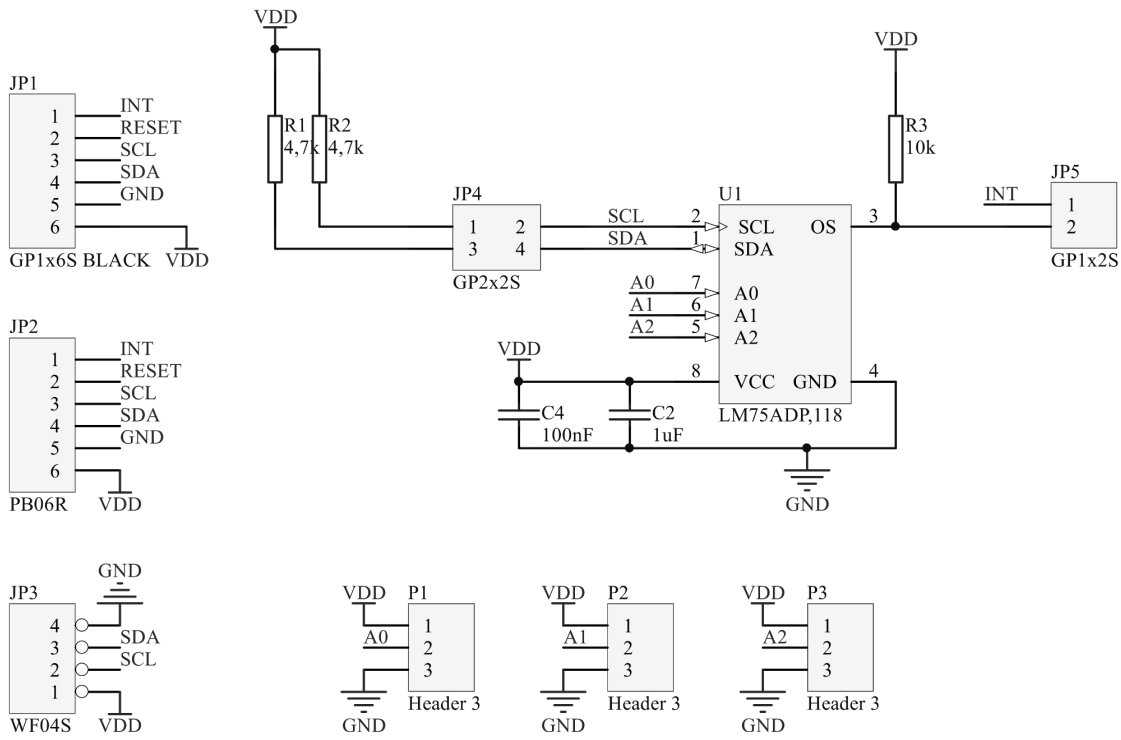 JP1
1 INT
2 RESET
3 SCL
4 SDA
5 GND
6
GP1x6S BLACK
VDD
JP2
1 INT
2 RESET
3 SCL
4 SDA
5 GND
6
PB06R
VDD
GND
JP3
4
3 SDA
2 SCL
1
WF04S
VDD
VDD
R1
4,7k
R2
4,7k
JP4
1 2
3 4
GP2x2S
SCL
SDA
A0
A1
A2
U1
2 SCL
1 SDA
7 A0
6 A1
5 A2
8 VCC
OS 3
GND 4
LM75ADP,118
VDD
R3
10k
JP5
INT 1
2
GP1x2S
VDD
C4
100nF
C2
1uF
GND
P1
VDD
1
A0 2
3
GND
Header 3
P2
VDD
1
A1 2
3
GND
Header 3
P3
VDD
1
A2 2
3
GND
Header 3